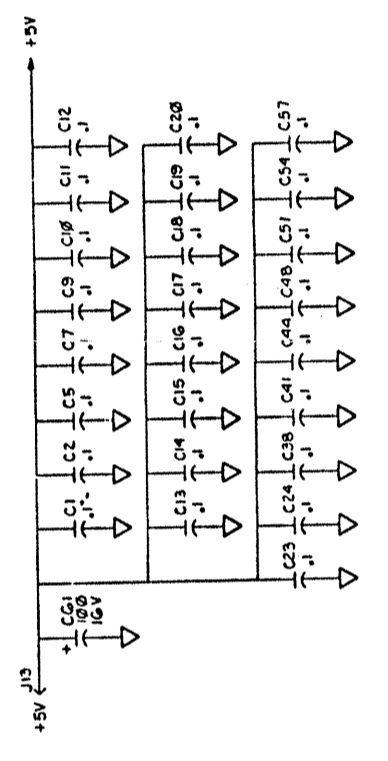 J13
+5V
+5V
+
C61
100
16V
C1
.1
C2
.1
C5
.1
C7
.1
C9
.1
C10
.1
C11
.1
C12
.1
C13
.1
C14
.1
C15
.1
C16
.1
C17
.1
C18
.1
C19
.1
C20
.1
C23
.1
C24
.1
C38
.1
C41
.1
C44
.1
C48
.1
C51
.1
C54
.1
C57
.1